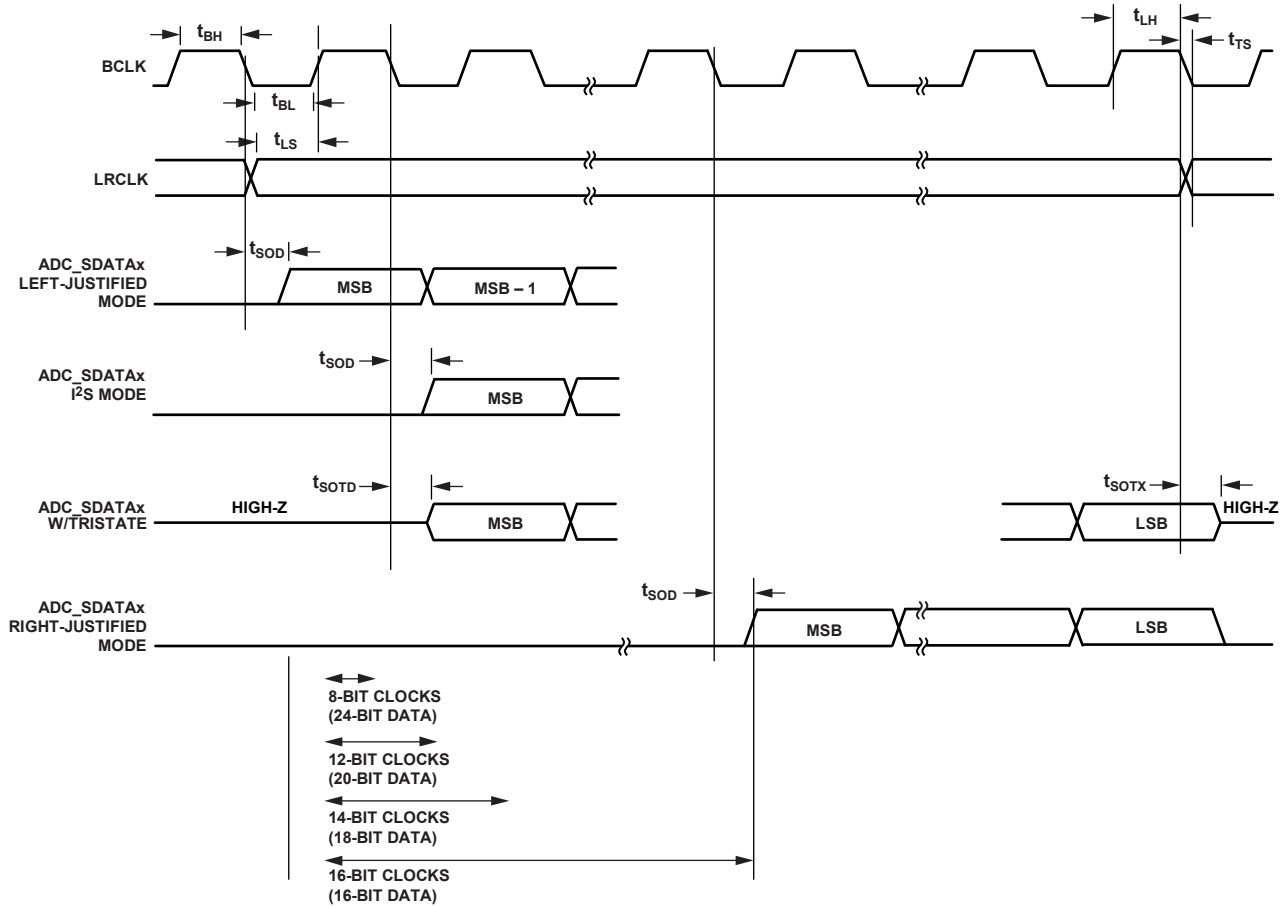 tBH
tLH
tTS
BCLK
tBL
tLS
LRCLK
tSOD
ADC_SDATAx
LEFT-JUSTIFIED
MODE
MSB
MSB – 1
tSOD
ADC_SDATAx
I2S MODE
MSB
tSOTD
tSOTX
ADC_SDATAx
W/TRISTATE
HIGH-Z
MSB
LSB
HIGH-Z
tSOD
ADC_SDATAx
RIGHT-JUSTIFIED
MODE
MSB
LSB
8-BIT CLOCKS
(24-BIT DATA)
12-BIT CLOCKS
(20-BIT DATA)
14-BIT CLOCKS
(18-BIT DATA)
16-BIT CLOCKS
(16-BIT DATA)